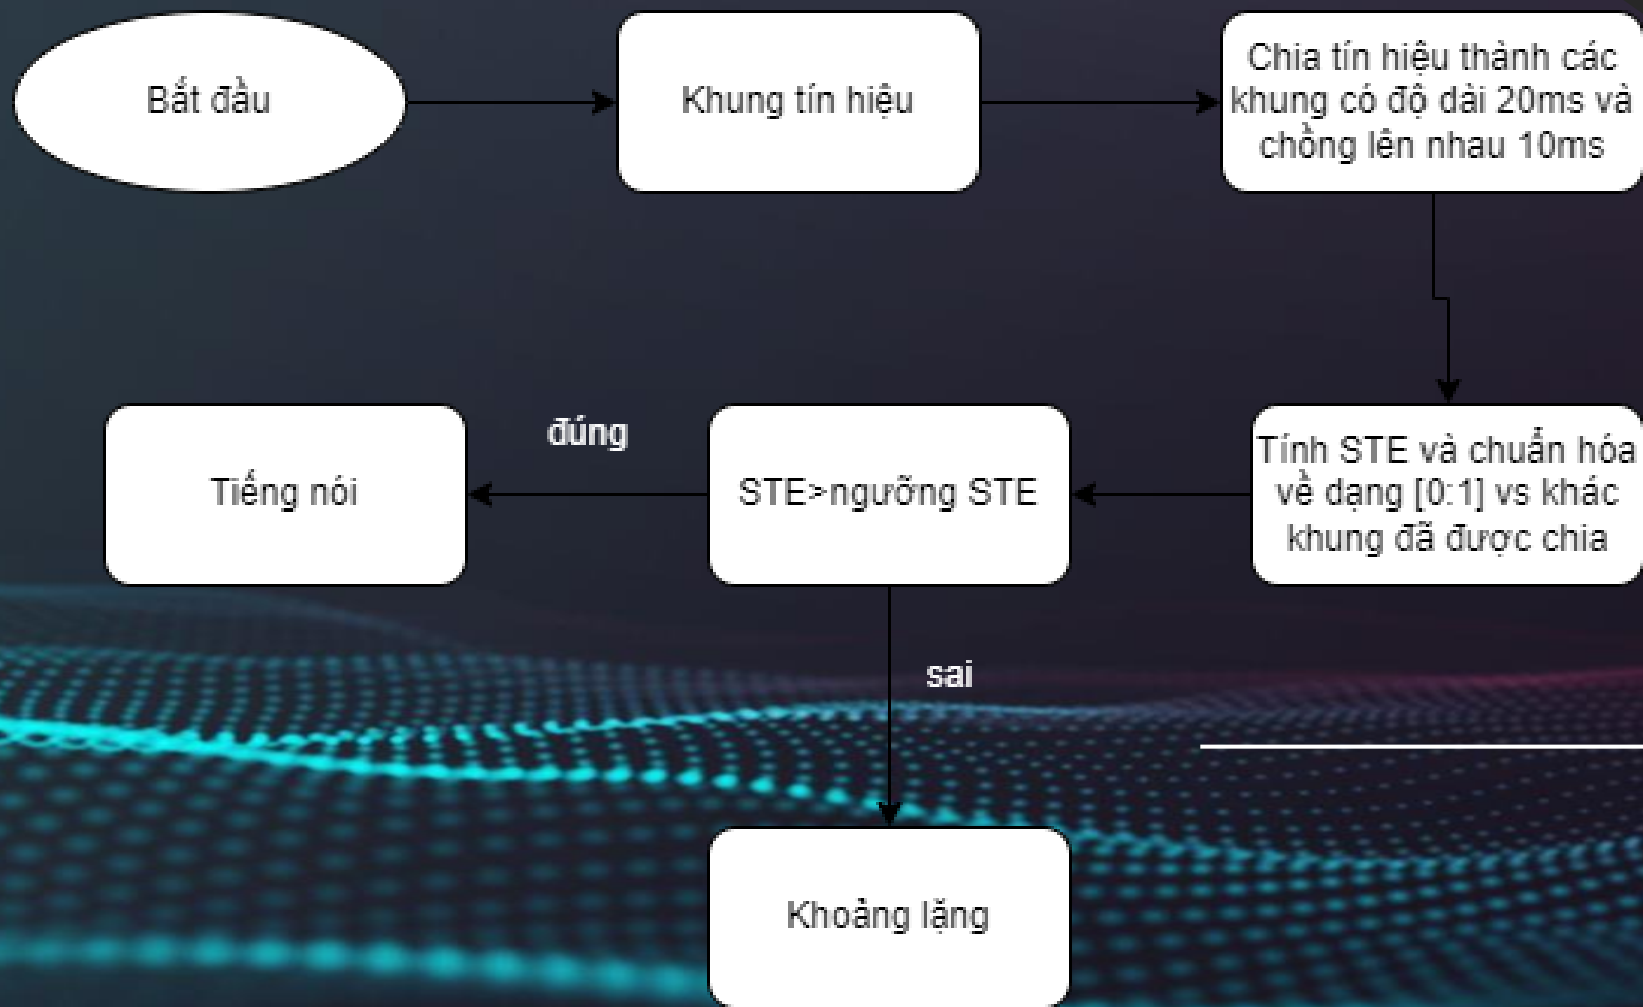 Bắt đầu
Khung tín hiệu
Chia tín hiệu thành các
khung có độ dài 20ms và
chồng lên nhau 10ms
Tính STE và chuẩn hóa
về dạng [0:1] vs khác
khung đã được chia
STE>ngưỡng STE
đúng
Tiếng nói
sai
Khoảng lặng